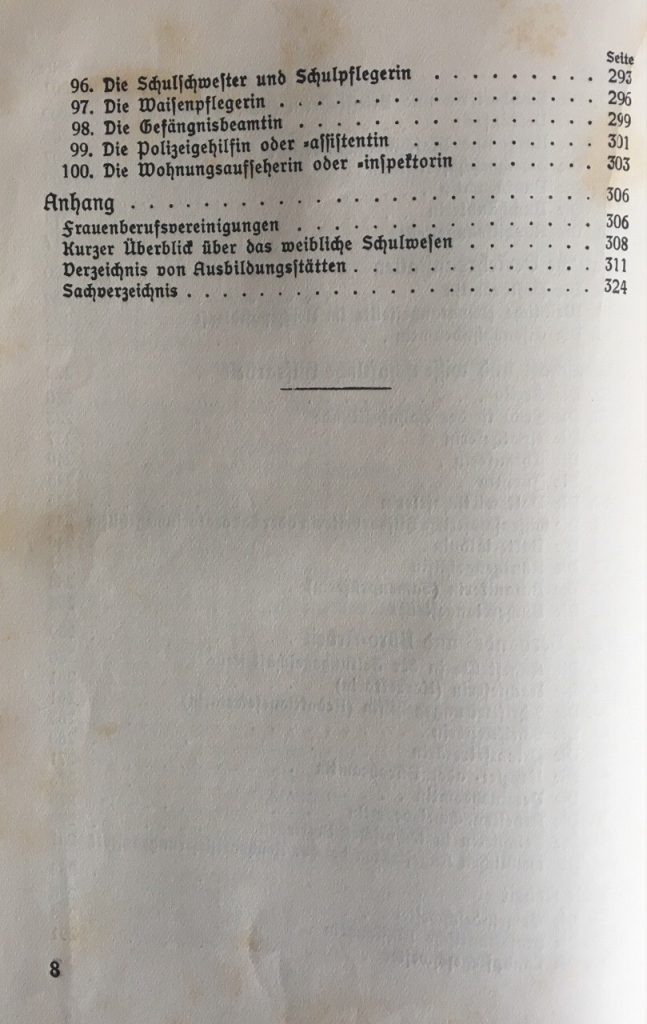 Seite
96. Die Schulschwester und Schulpflegerin . . . . . . . . . 293
97. Die Waisenpflegerin . . . . . . . . . . . . . . . . . . 296
98. Die Gefängnisbeamtin . . . . . . . . . . . . . . . . . 299
99. Die Polizeigehilfin oder =assistentin . . . . . . . . . . . 301
100. Die Wohnungsaufseherin oder =inspektorin . . . . . . . 303
Anhang . . . . . . . . . . . . . . . . . . . . . . . . 306
Frauenberufsvereinigungen . . . . . . . . . . . . . . . . 306
Kurzer Überblick über das weibliche Schulwesen . . . . . . . 308
Verzeichnis von Ausbildungsstätten . . . . . . . . . . . . . 311
Sachverzeichnis . . . . . . . . . . . . . . . . . . . . . 324
8